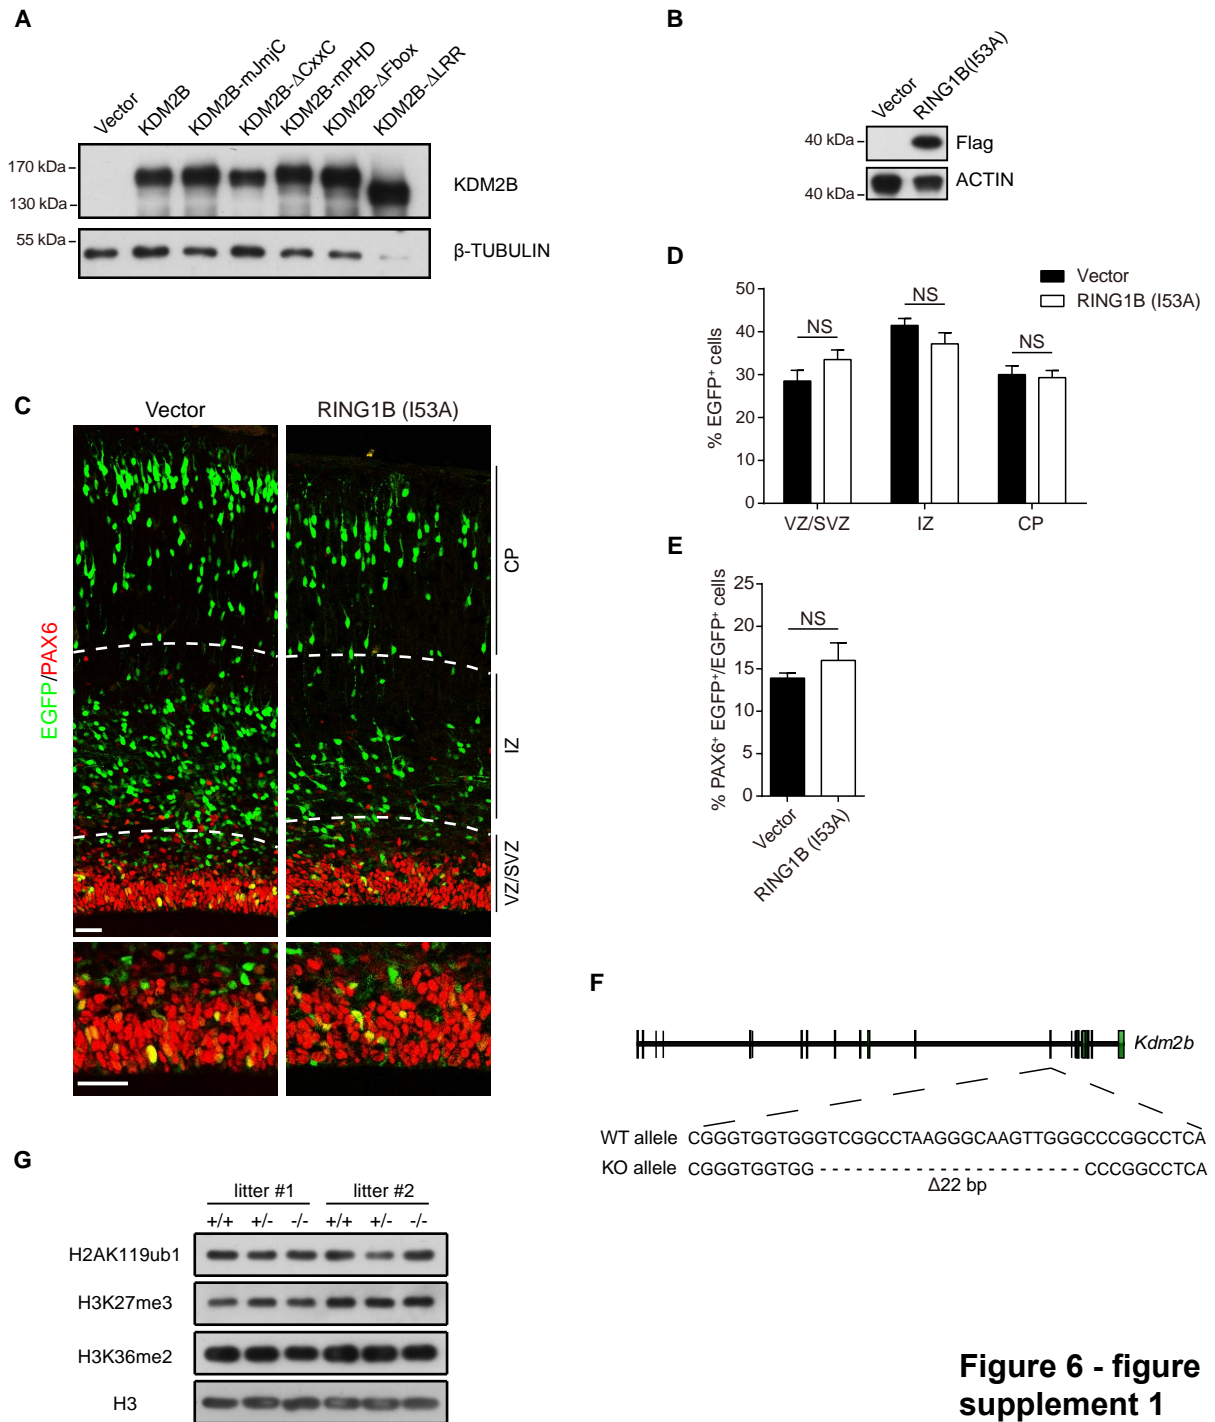 A
Vector
KDM2B
KDM2B-mJmjC
KDM2B-ΔCxxC
KDM2B-mPHD
KDM2B-ΔFbox
KDM2B-ΔLRR
170 kDa
130 kDa
KDM2B
55 kDa
β-TUBULIN
B
Vector
RING1B(I53A)
40 kDa
Flag
40 kDa
ACTIN
C
Vector
RING1B (I53A)
EGFP/PAX6
CP
IZ
VZ/SVZ
D
Vector
RING1B (I53A)
% EGFP+ cells
50
40
30
20
10
0
NS
NS
NS
VZ/SVZ
IZ
CP
E
% PAX6+ EGFP+/EGFP+ cells
25
20
15
10
5
0
NS
Vector
RING1B (I53A)
F
Kdm2b
WT allele CGGGTGGTGGGTCGGCCTAAGGGCAAGTTGGGCCCGGCCTCA
KO allele CGGGTGGTGG - - - - - - - - - - - - - - - - - - - - - - CCCGGCCTCA
Δ22 bp
G
litter #1 litter #2
+/+ +/- -/- +/+ +/- -/-
H2AK119ub1
H3K27me3
H3K36me2
H3
Figure 6 - figure
supplement 1